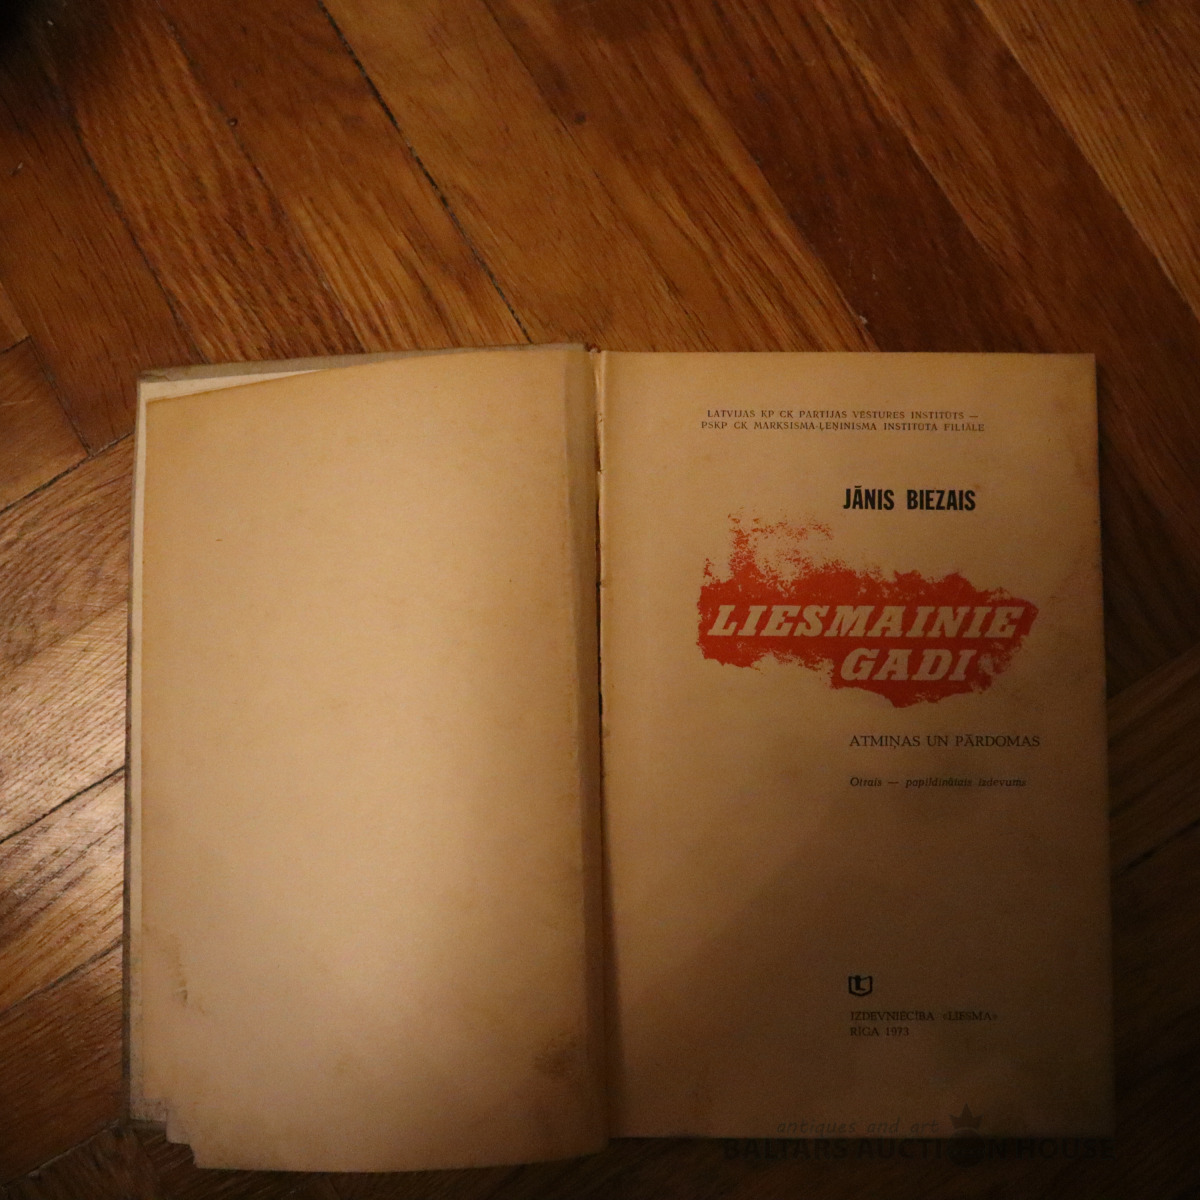 LATVIJAS KP CK PARTIJAS VĒSTURES INSTITŪTS —
PSKP CK MARKSISMA-ĻEŅINISMA INSTITŪTA FILIĀLE
JĀNIS BIEZAIS
LIESMAINIE
GADI
ATMIŅAS UN PĀRDOMAS
Otrais — papildinātais izdevums
IZDEVNIECĪBA «LIESMA»
RĪGA 1973
antiques and art
BALTARS AUCTION HOUSE